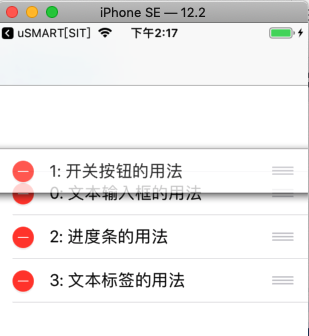 iPhone SE — 12.2
uSMART[SIT] 下午2:17
1: 开关按钮的用法
0: 文本输入框的用法
2: 进度条的用法
3: 文本标签的用法